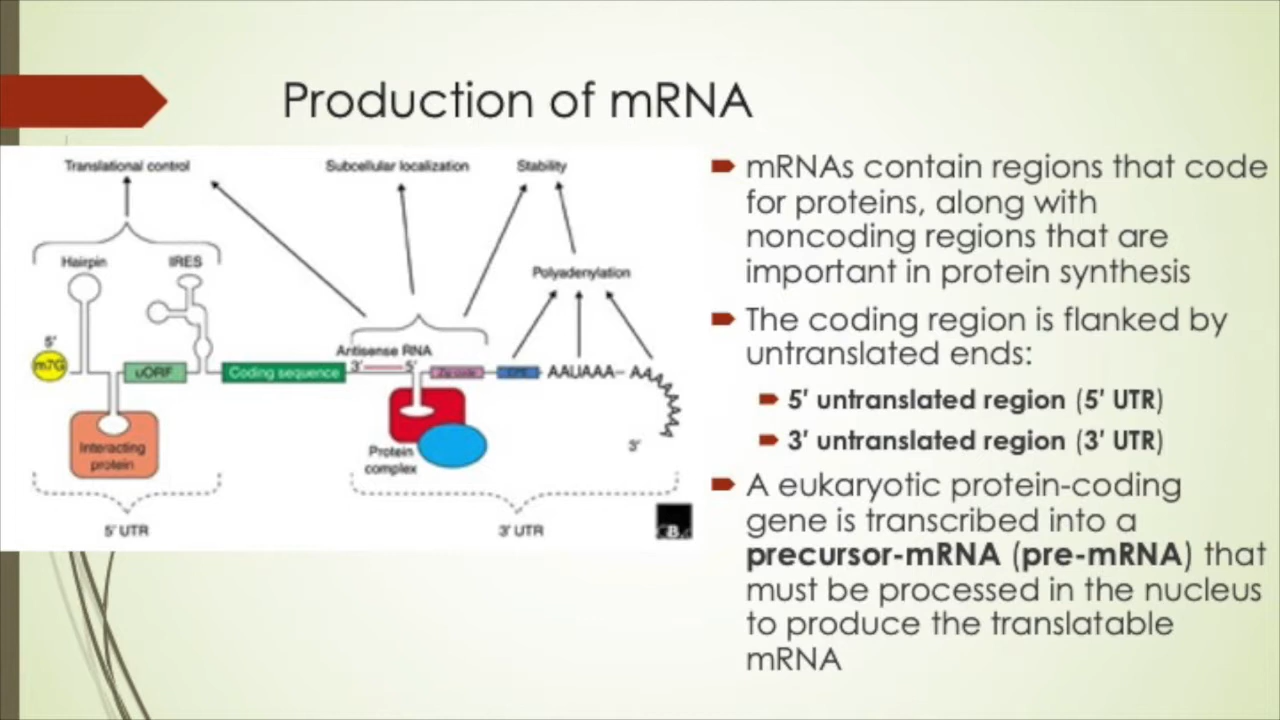 Production of mRNA
Translational control
Subcellular localization
Stability
Hairpin
IRES
Polyadenylation
5'
m7G
uORF
Coding sequence
Antisense RNA
3'
5'
Zip code
CPE
AAUAAA– AA
Interacting
protein
Protein
complex
3'
5' UTR
3' UTR
mRNAs contain regions that code
for proteins, along with
noncoding regions that are
important in protein synthesis
The coding region is flanked by
untranslated ends:
5′ untranslated region (5′ UTR)
3′ untranslated region (3′ UTR)
A eukaryotic protein-coding
gene is transcribed into a
precursor-mRNA (pre-mRNA) that
must be processed in the nucleus
to produce the translatable
mRNA